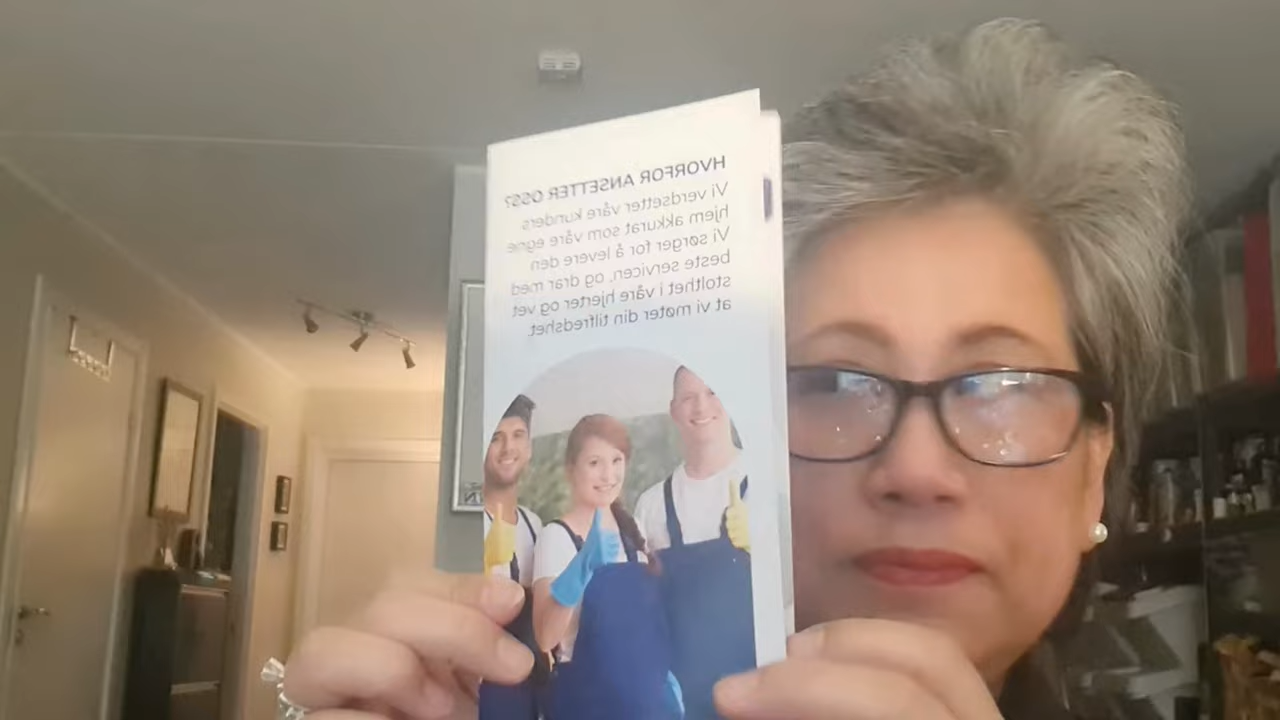 HVORFOR ANSETTER OSS?
Vi verdsetter våre kunders
hjem akkurat som våre egne
Vi sørger for å levere den
beste servicen, og drar med
stolthet i våre hjerter og vet
at vi møter din tilfredshet.